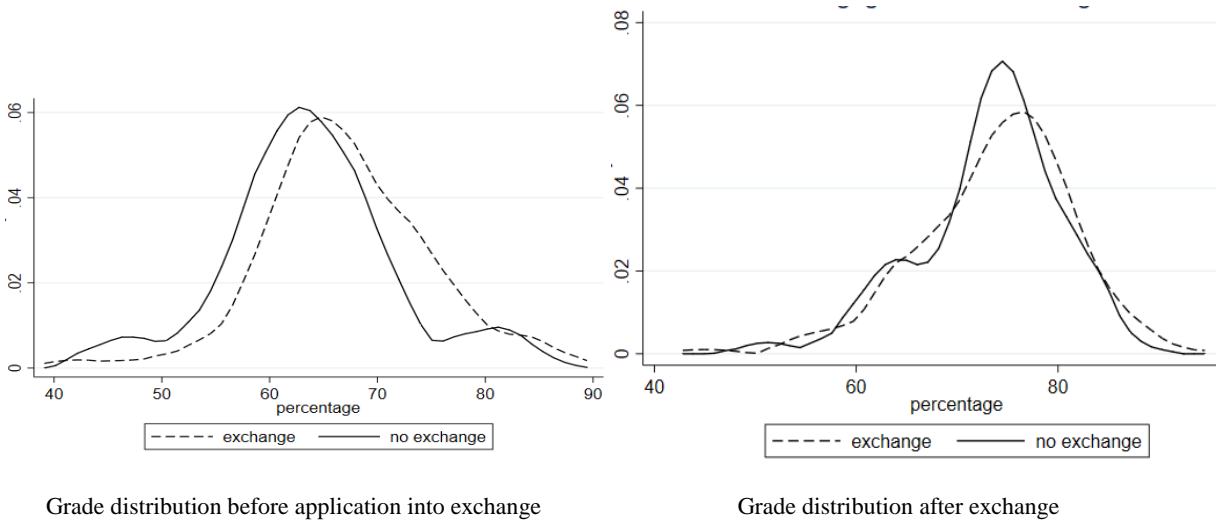 .08
.06
.04
.02
0
40
50
60
70
80
90
percentage
exchange
no exchange
.06
.04
.02
0
40
60
80
percentage
exchange
no exchange
Grade distribution before application into exchange
Grade distribution after exchange